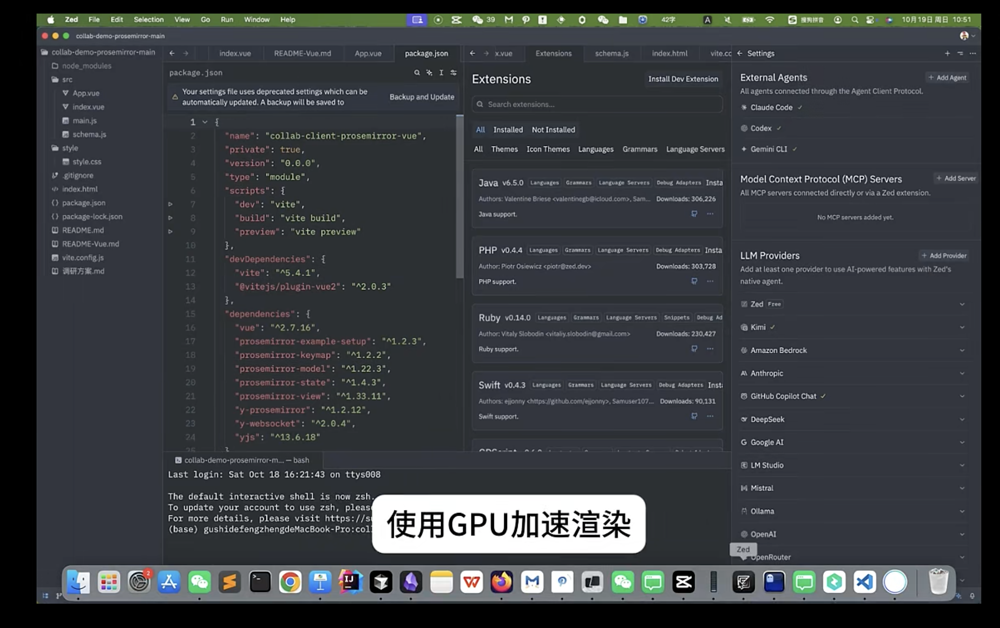 Zed File Edit Selection View Go Run Window Help
39
42字
A
搜狗拼音
10月19日 周日 10:51
collab-demo-prosemirror-main
collab-demo-prosemirror-main
node_modules
src
App.vue
index.vue
main.js
schema.js
style
style.css
.gitignore
index.html
package.json
package-lock.json
README.md
README-Vue.md
vite.config.js
调研方案.md
index.vue README-Vue.md App.vue package.json
package.json
Your settings file uses deprecated settings which can be
automatically updated. A backup will be saved to
Backup and Update
1 {
2 "name": "collab-client-prosemirror-vue",
3 "private": true,
4 "version": "0.0.0",
5 "type": "module",
6 "scripts": {
7 "dev": "vite",
8 "build": "vite build",
9 "preview": "vite preview"
10 },
11 "devDependencies": {
12 "vite": "^5.4.1",
13 "@vitejs/plugin-vue2": "^2.0.3"
14 },
15 "dependencies": {
16 "vue": "^2.7.16",
17 "prosemirror-example-setup": "^1.2.3",
18 "prosemirror-keymap": "^1.2.2",
19 "prosemirror-model": "^1.22.3",
20 "prosemirror-state": "^1.4.3",
21 "prosemirror-view": "^1.33.11",
22 "y-prosemirror": "^1.2.12",
23 "y-websocket": "^2.0.4",
24 "yjs": "^13.6.18"
25 }
x.vue Extensions schema.js index.html vite.cc
Extensions
Install Dev Extension
Search extensions...
All Installed Not Installed
All Themes Icon Themes Languages Grammars Language Servers
Java v6.5.0 Languages Grammars Language Servers Debug Adapters Insta
Authors: Valentine Briese <valentinegb@icloud.com>, Sam... Downloads: 306,226
Java support.
PHP v0.4.4 Languages Grammars Language Servers Debug Adapters Insta
Author: Piotr Osiewicz <piotr@zed.dev> Downloads: 303,728
PHP support.
Ruby v0.14.0 Languages Grammars Language Servers Snippets Debug Ad
Author: Vitaly Slobodin <vitaliy.slobodin@gmail.com> Downloads: 230,427
Ruby support.
Swift v0.4.3 Languages Grammars Language Servers Debug Adapters Insta
Authors: ejjonny <https://github.com/ejjonny>, Samuser107... Downloads: 90,131
Swift support.
Settings
External Agents
+ Add Agent
All agents connected through the Agent Client Protocol.
Claude Code
Codex
Gemini CLI
Model Context Protocol (MCP) Servers
+ Add Server
All MCP servers connected directly or via a Zed extension.
No MCP servers added yet.
LLM Providers
+ Add Provider
Add at least one provider to use AI-powered features with Zed's
native agent.
Zed Free
Kimi
Amazon Bedrock
Anthropic
GitHub Copilot Chat
DeepSeek
Google AI
LM Studio
Mistral
Ollama
OpenAI
OpenRouter
collab-demo-prosemirror-m... — bash
Last login: Sat Oct 18 16:21:43 on ttys008
The default interactive shell is now zsh.
To update your account to use zsh, pleas
For more details, please visit https://s
(base) gushidefengzhengdeMacBook-Pro:col
使用GPU加速渲染
Zed
2